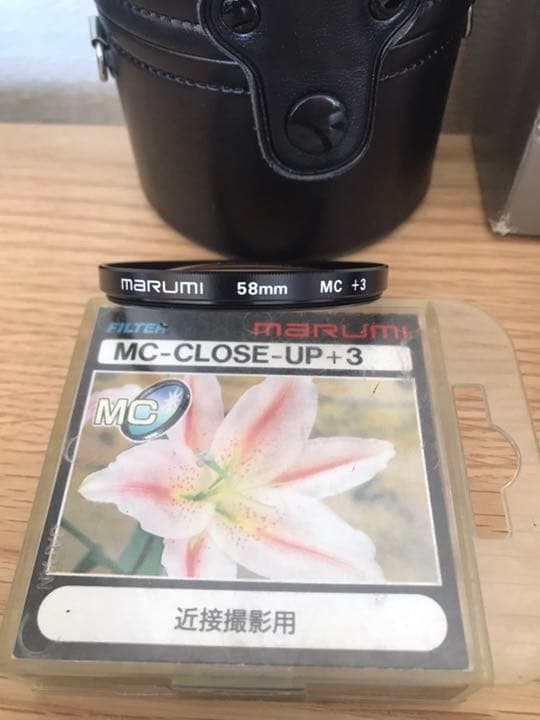 marumi 58mm MC +3
FILTER marumi
MC-CLOSE-UP+3
MC
近接撮影用